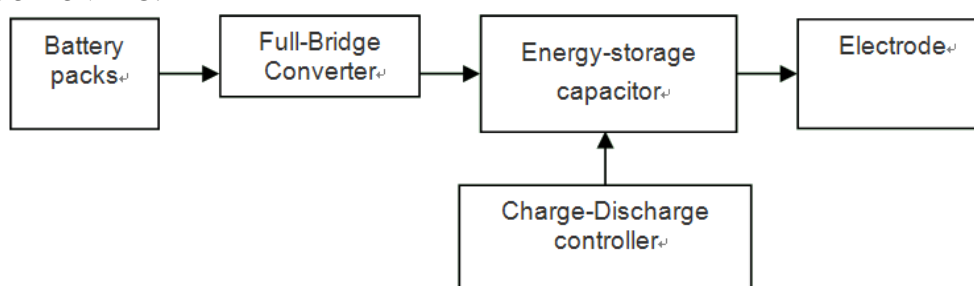 Battery
packs↵
Full-Bridge
Converter↵
Energy-storage
capacitor↵
Electrode↵
Charge-Discharge
controller↵